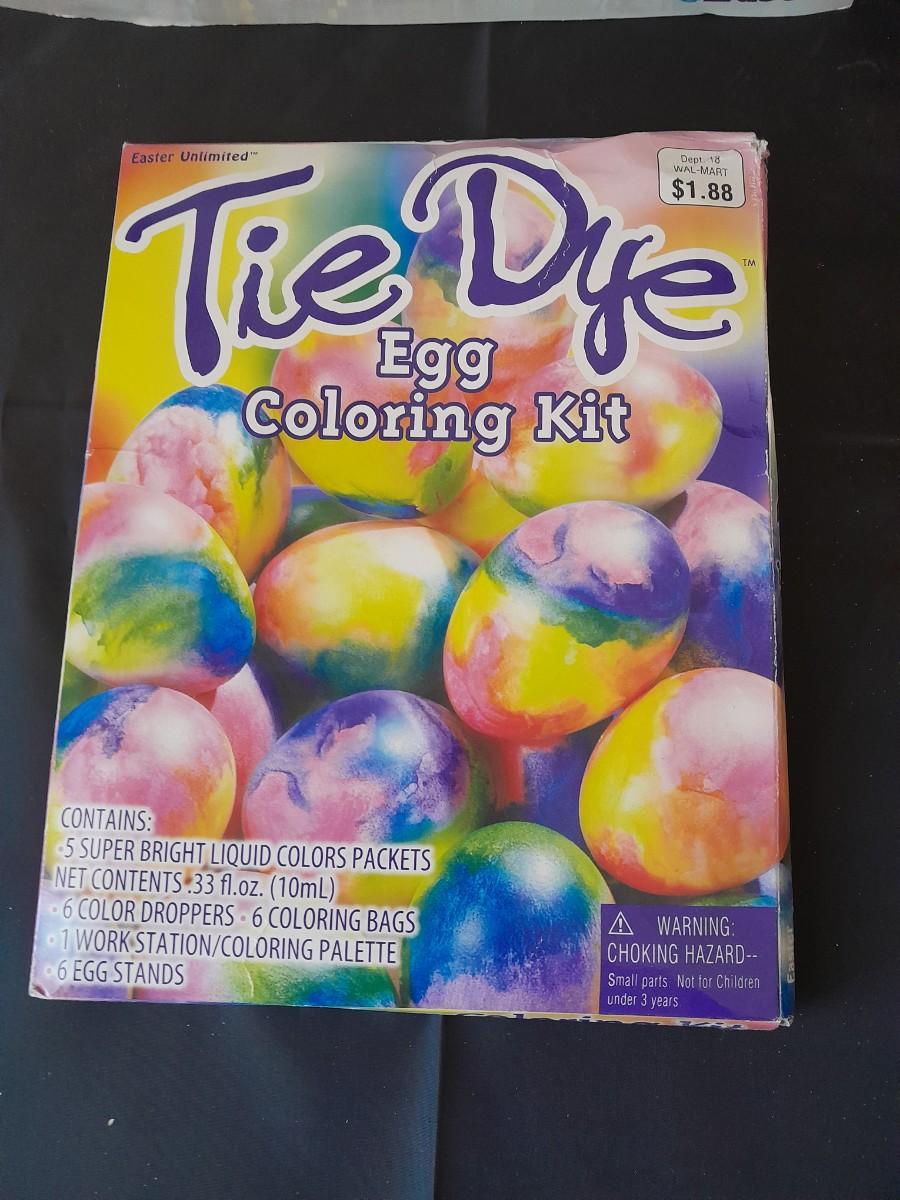 Easter Unlimited™
Dept. 18
WAL-MART
$1.88
Tie Dye™
Egg
Coloring Kit
CONTAINS:
•5 SUPER BRIGHT LIQUID COLORS PACKETS
NET CONTENTS .33 fl.oz. (10mL)
•6 COLOR DROPPERS • 6 COLORING BAGS
•1 WORK STATION/COLORING PALETTE
•6 EGG STANDS
⚠ WARNING:
CHOKING HAZARD--
Small parts Not for Children
under 3 years
Coloring Kit